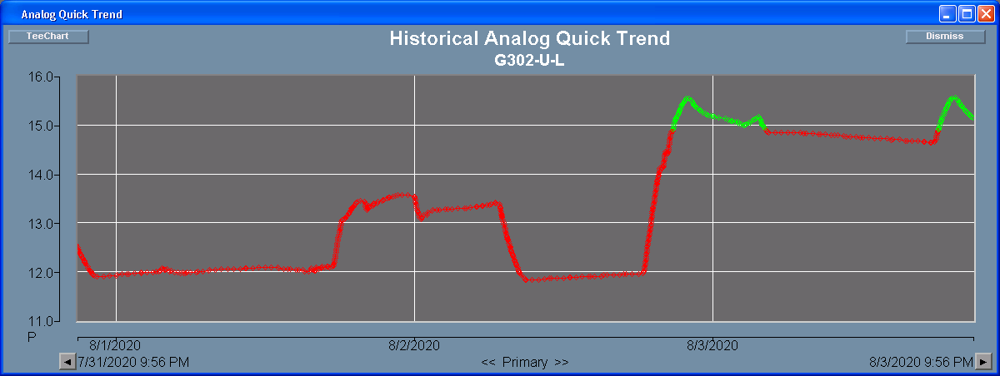 Analog Quick Trend
TeeChart
Historical Analog Quick Trend
Dismiss
G302-U-L
16.0
15.0
14.0
13.0
12.0
11.0
P
8/1/2020 8/2/2020 8/3/2020
7/31/2020 9:56 PM << Primary >> 8/3/2020 9:56 PM